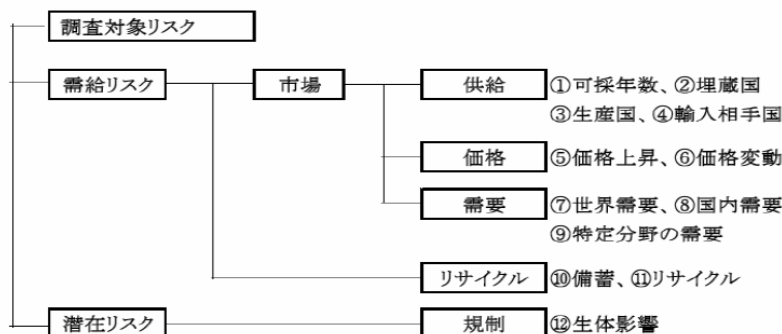 調査対象リスク
需給リスク 市場 供給 ①可採年数、②埋蔵国
③生産国、④輸入相手国
価格 ⑤価格上昇、⑥価格変動
需要 ⑦世界需要、⑧国内需要
⑨特定分野の需要
リサイクル ⑩備蓄、⑪リサイクル
潜在リスク 規制 ⑫生体影響